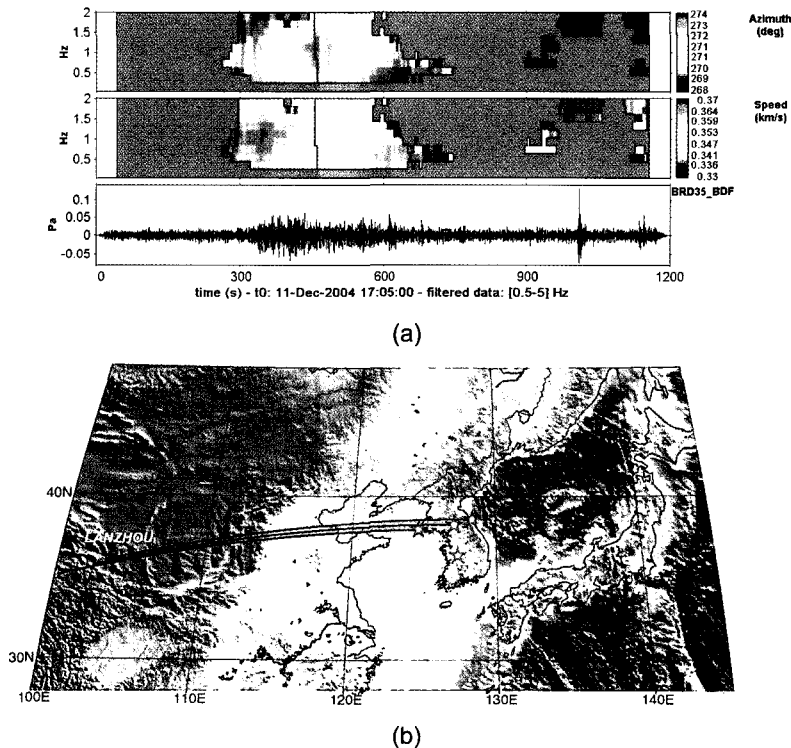 2
1.5
1
0.5
Hz
274
273
272
271
271
270
269
268
Azimuth
(deg)
2
1.5
1
0.5
Hz
0.37
0.364
0.359
0.353
0.347
0.341
0.336
0.33
Speed
(km/s)
BRD35_BDF
0.1
0.05
0
-0.05
Pa
0
300
600
900
1200
time (s) - t0: 11-Dec-2004 17:05:00 - filtered data: [0.5-5] Hz
(a)
40N
LANZHOU
30N
100E
110E
120E
130E
140E
(b)